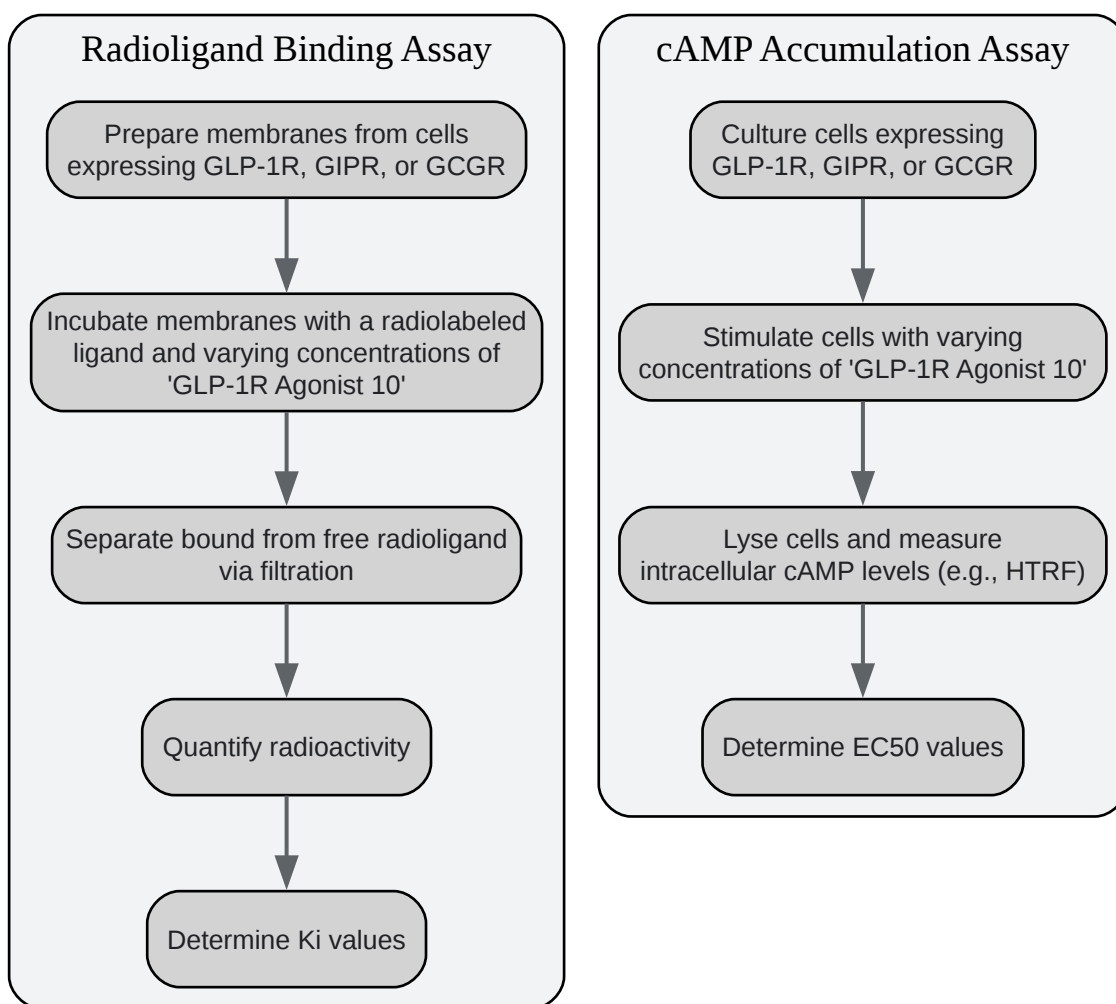 Radioligand Binding Assay
Prepare membranes from cells
expressing GLP-1R, GIPR, or GCGR
Incubate membranes with a radiolabeled
ligand and varying concentrations of
'GLP-1R Agonist 10'
Separate bound from free radioligand
via filtration
Quantify radioactivity
Determine Ki values
cAMP Accumulation Assay
Culture cells expressing
GLP-1R, GIPR, or GCGR
Stimulate cells with varying
concentrations of 'GLP-1R Agonist 10'
Lyse cells and measure
intracellular cAMP levels (e.g., HTRF)
Determine EC50 values